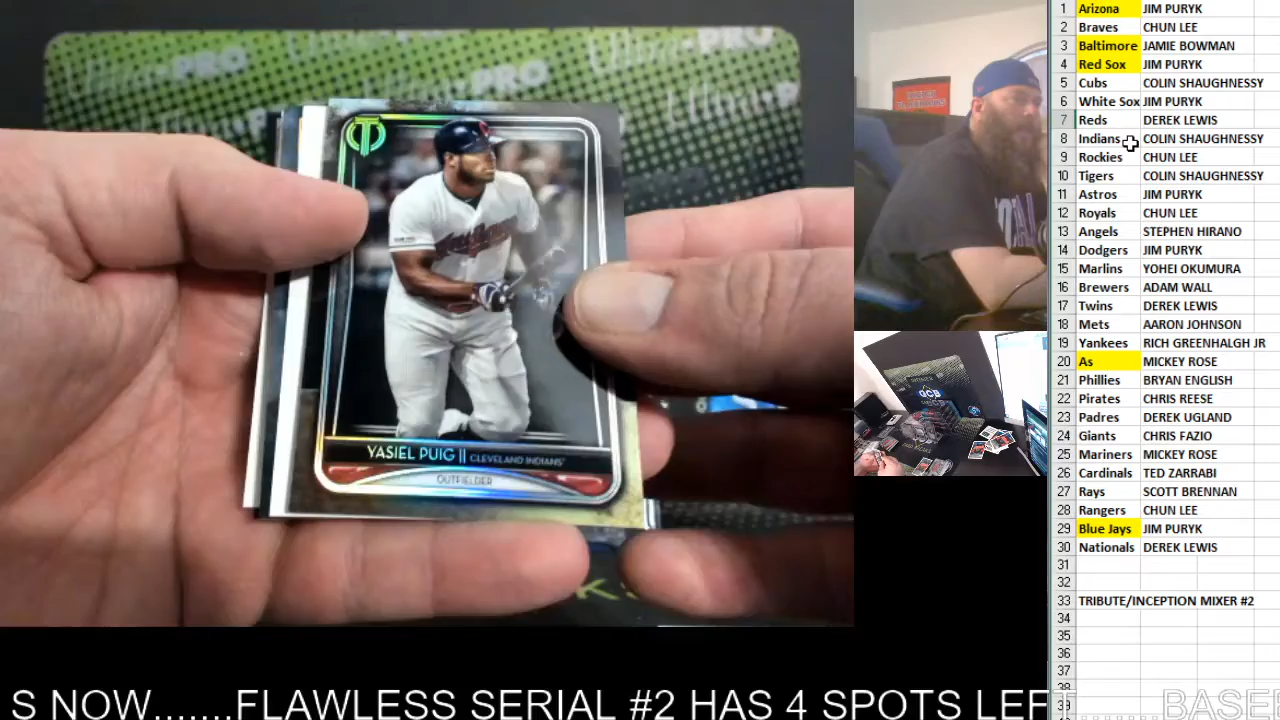 PRO
PRO
YASIEL PUIG || CLEVELAND INDIANS
OUTFIELDER
1 Arizona JIM PURYK
2 Braves CHUN LEE
3 Baltimore JAMIE BOWMAN
4 Red Sox JIM PURYK
5 Cubs COLIN SHAUGHNESSY
6 White Sox JIM PURYK
7 Reds DEREK LEWIS
8 Indians COLIN SHAUGHNESSY
9 Rockies CHUN LEE
10 Tigers COLIN SHAUGHNESSY
11 Astros JIM PURYK
12 Royals CHUN LEE
13 Angels STEPHEN HIRANO
14 Dodgers JIM PURYK
15 Marlins YOHEI OKUMURA
16 Brewers ADAM WALL
17 Twins DEREK LEWIS
18 Mets AARON JOHNSON
19 Yankees RICH GREENHALGH JR
20 As MICKEY ROSE
21 Phillies BRYAN ENGLISH
22 Pirates CHRIS REESE
23 Padres DEREK UGLAND
24 Giants CHRIS FAZIO
25 Mariners MICKEY ROSE
26 Cardinals TED ZARRABI
27 Rays SCOTT BRENNAN
28 Rangers CHUN LEE
29 Blue Jays JIM PURYK
30 Nationals DEREK LEWIS
31
32
33 TRIBUTE/INCEPTION MIXER #2
34
35
36
37
38
39
S NOW.......FLAWLESS SERIAL #2 HAS 4 SPOTS LEFT.........BASEB